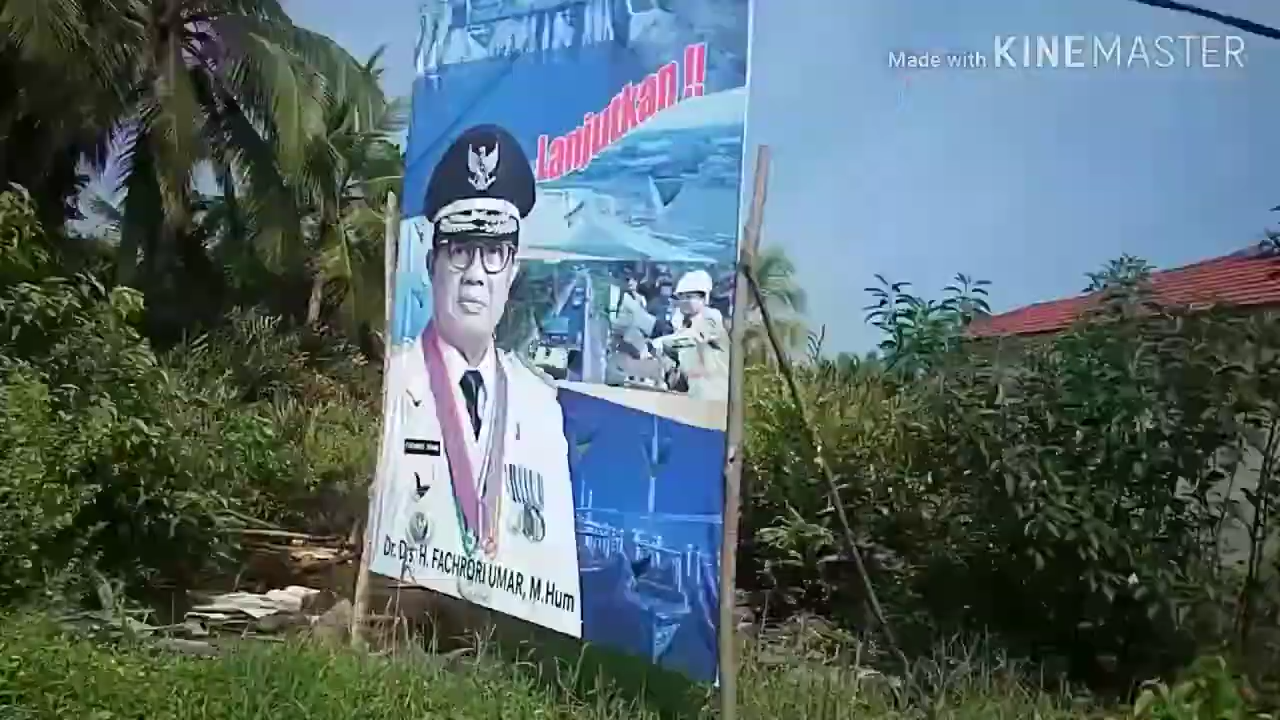 Made with KINEMASTER
Lanjutkan !!
Dr. Drs. H. FACHRORI UMAR, M.Hum